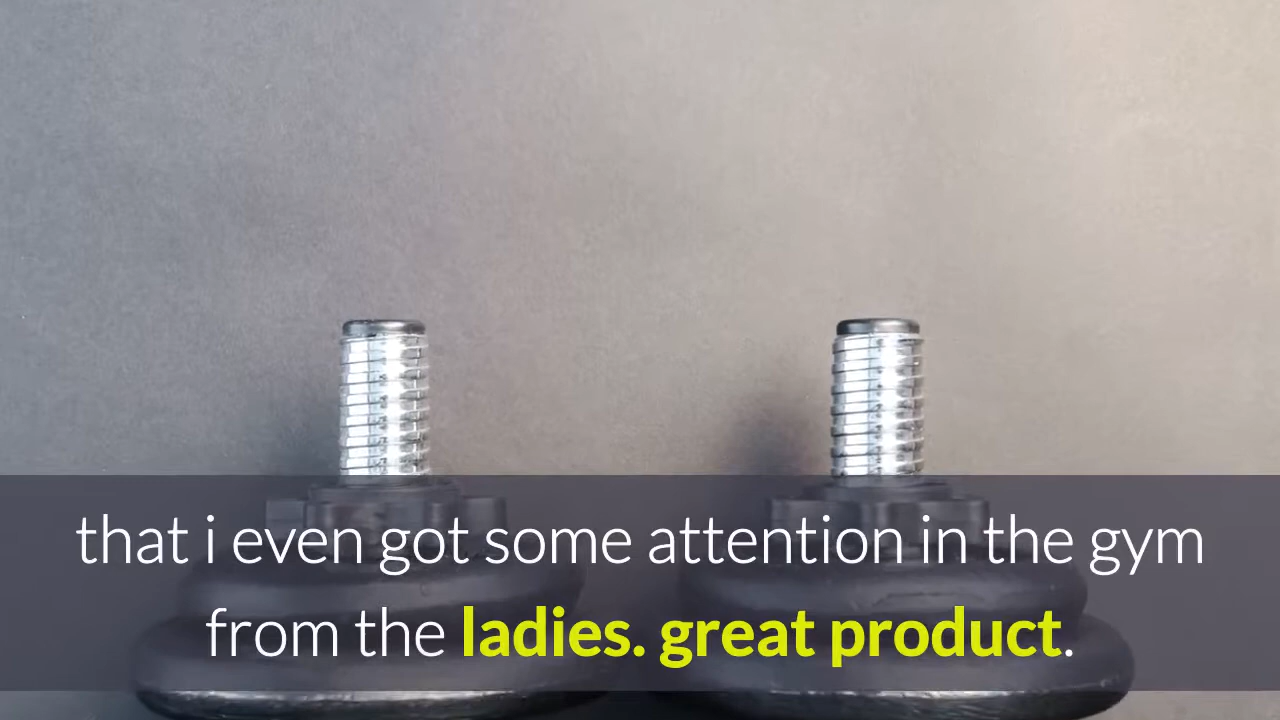 that i even got some attention in the gym
from the ladies. great product.